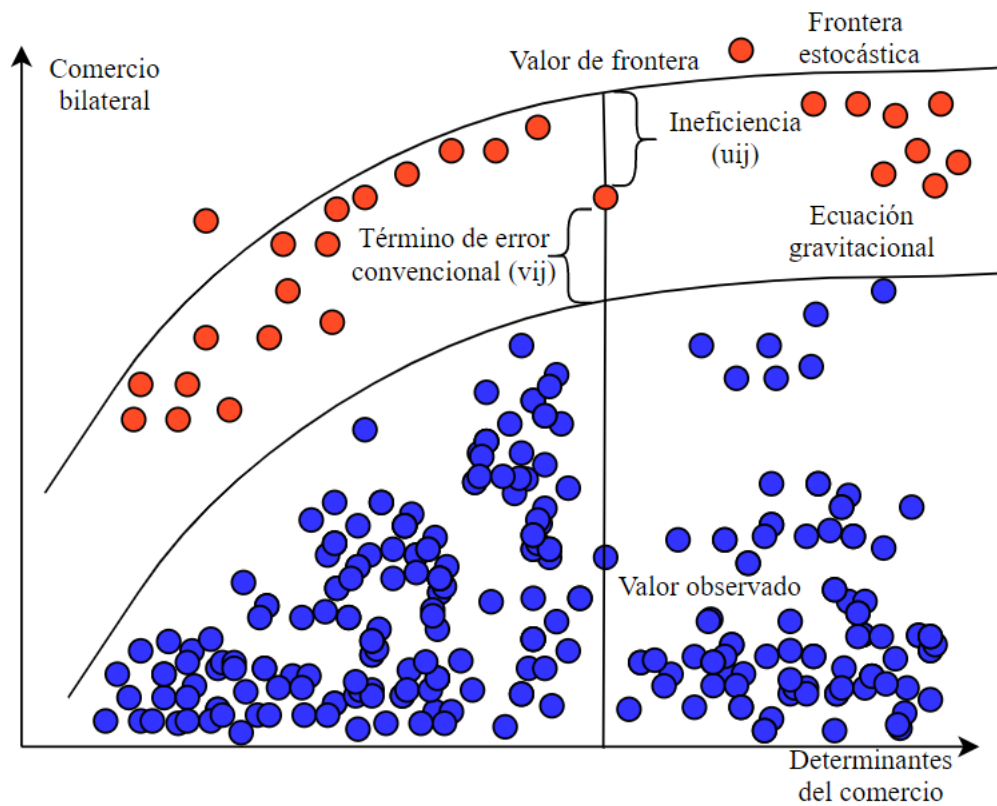 Comercio
bilateral
Valor de frontera
Frontera
estocástica
Ineficiencia
(uij)
Término de error
convencional (vij)
Ecuación
gravitacional
Valor observado
Determinantes
del comercio